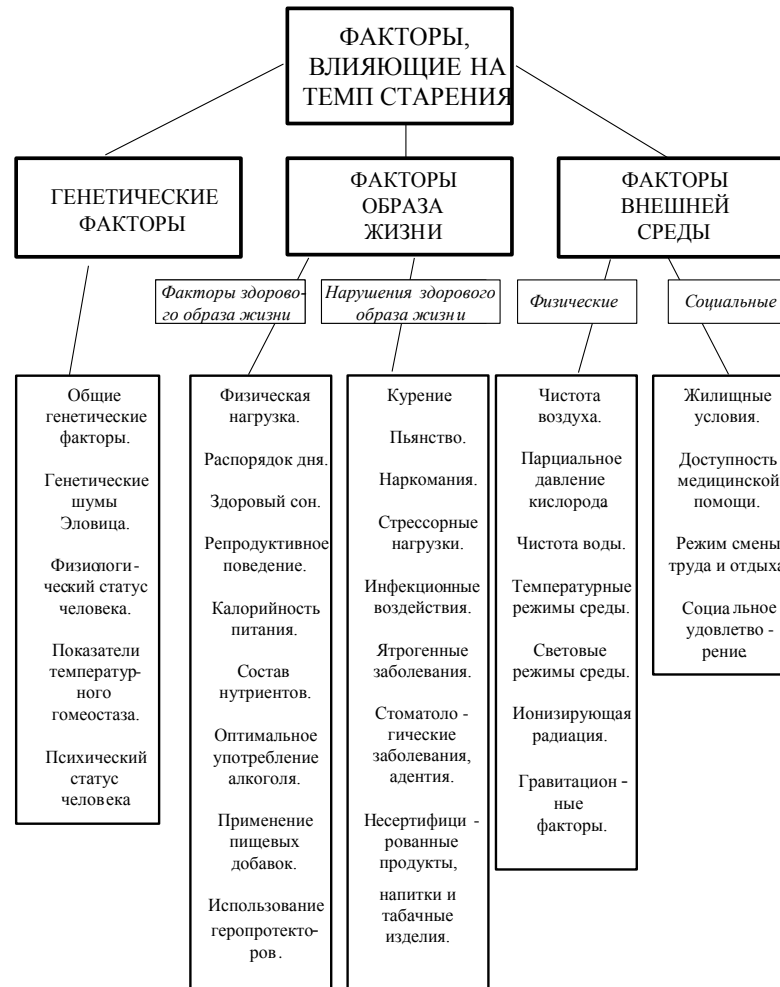 ФАКТОРЫ,
ВЛИЯЮЩИЕ НА
ТЕМП СТАРЕНИЯ
ГЕНЕТИЧЕСКИЕ
ФАКТОРЫ
ФАКТОРЫ
ОБРАЗА
ЖИЗНИ
ФАКТОРЫ
ВНЕШНЕЙ
СРЕДЫ
Факторы здорово-
го образа жизни
Нарушения здорового
образа жизни
Физические
Социальные
Общие
генетические
факторы.
Генетические
шумы
Эловица.
Физиологи-
ческий статус
человека.
Показатели
температур-
ного
гомеостаза.
Психический
статус
человека
Физическая
нагрузка.
Распорядок дня.
Здоровый сон.
Репродуктивное
поведение.
Калорийность
питания.
Состав
нутриентов.
Оптимальное
употребление
алкоголя.
Применение
пищевых
добавок.
Использование
геропротекто-
ров.
Курение
Пьянство.
Наркомания.
Стрессорные
нагрузки.
Инфекционные
воздействия.
Ятрогенные
заболевания.
Стоматоло -
гические
заболевания,
адентия.
Несертифици -
рованные
продукты,
напитки и
табачные
изделия.
Чистота
воздуха.
Парциальное
давление
кислорода
Чистота воды.
Температурные
режимы среды.
Световые
режимы среды.
Ионизирующая
радиация.
Гравитацион -
ные
факторы.
Жилищные
условия.
Доступность
медицинской
помощи.
Режим смены
труда и отдыха
Социальное
удовлетво -
рение.